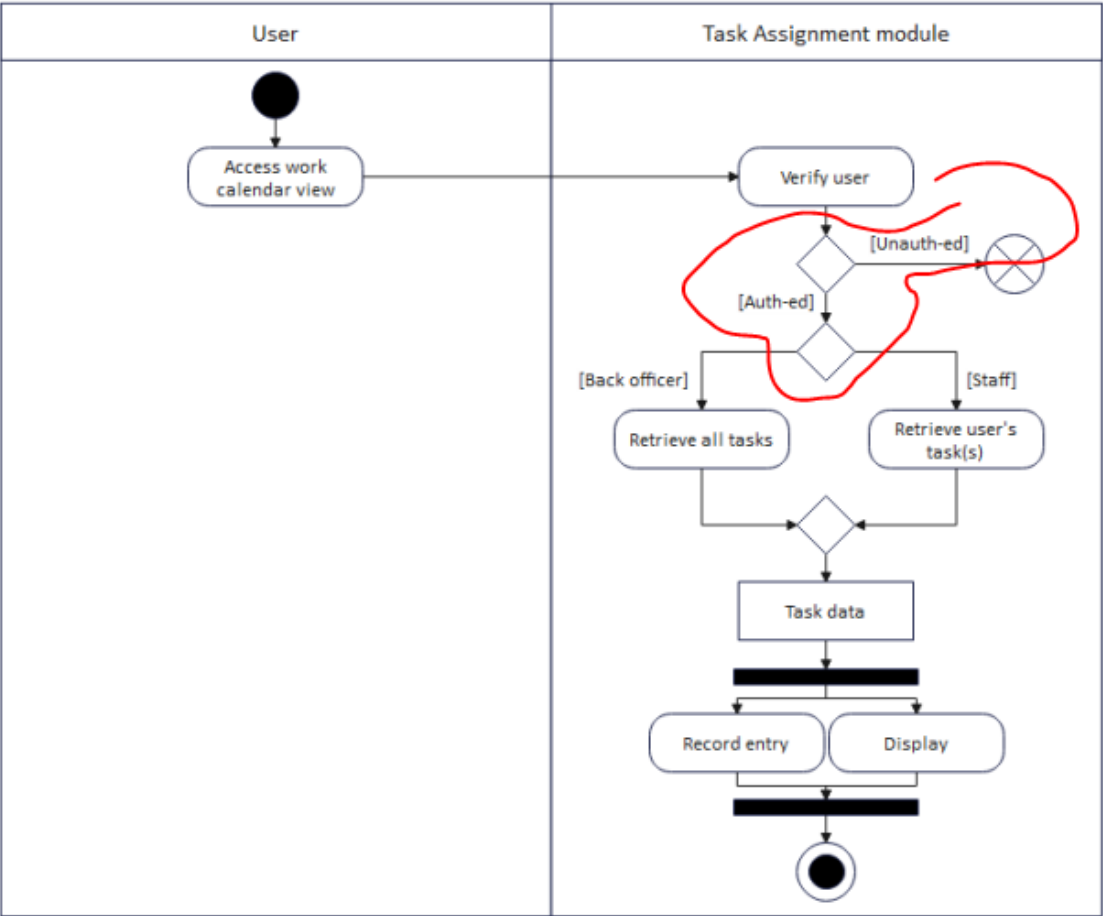 User
Task Assignment module
Access work
calendar view
Verify user
[Unauth-ed]
[Auth-ed]
[Back officer]
[Staff]
Retrieve all tasks
Retrieve user's
task(s)
Task data
Record entry
Display